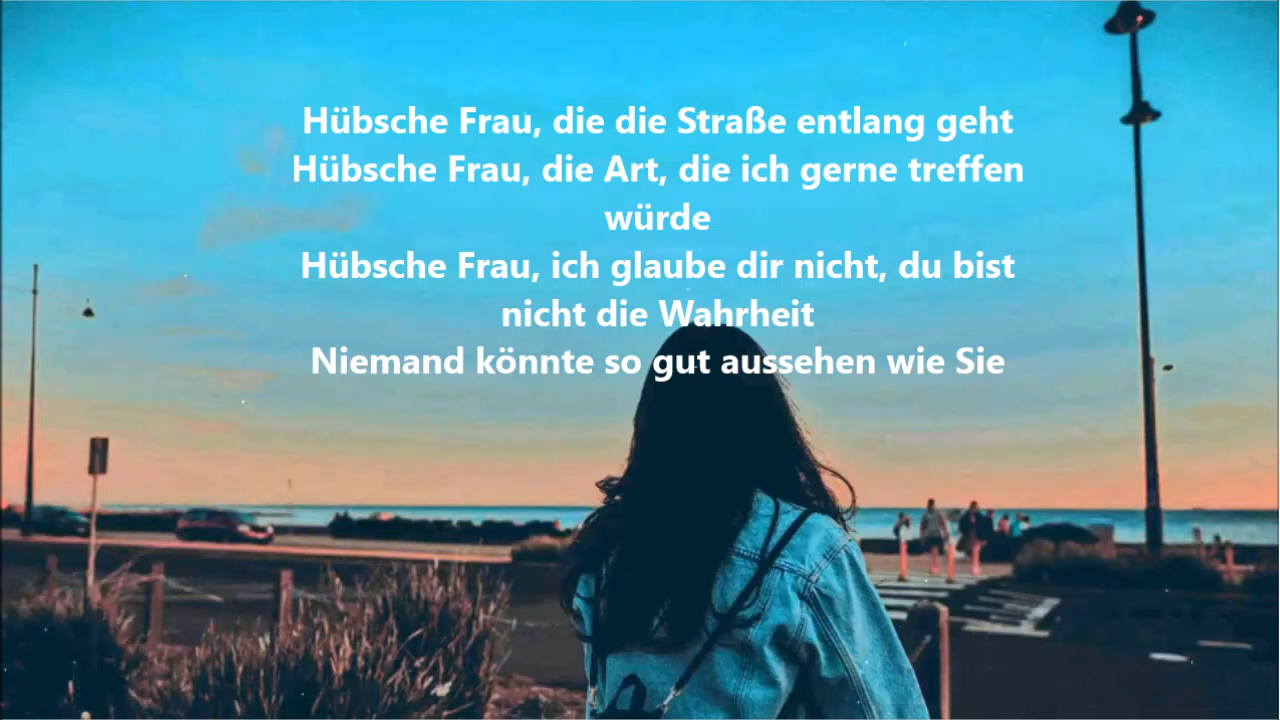 Hübsche Frau, die die Straße entlang geht
Hübsche Frau, die Art, die ich gerne treffen
würde
Hübsche Frau, ich glaube dir nicht, du bist
nicht die Wahrheit
Niemand könnte so gut aussehen wie Sie